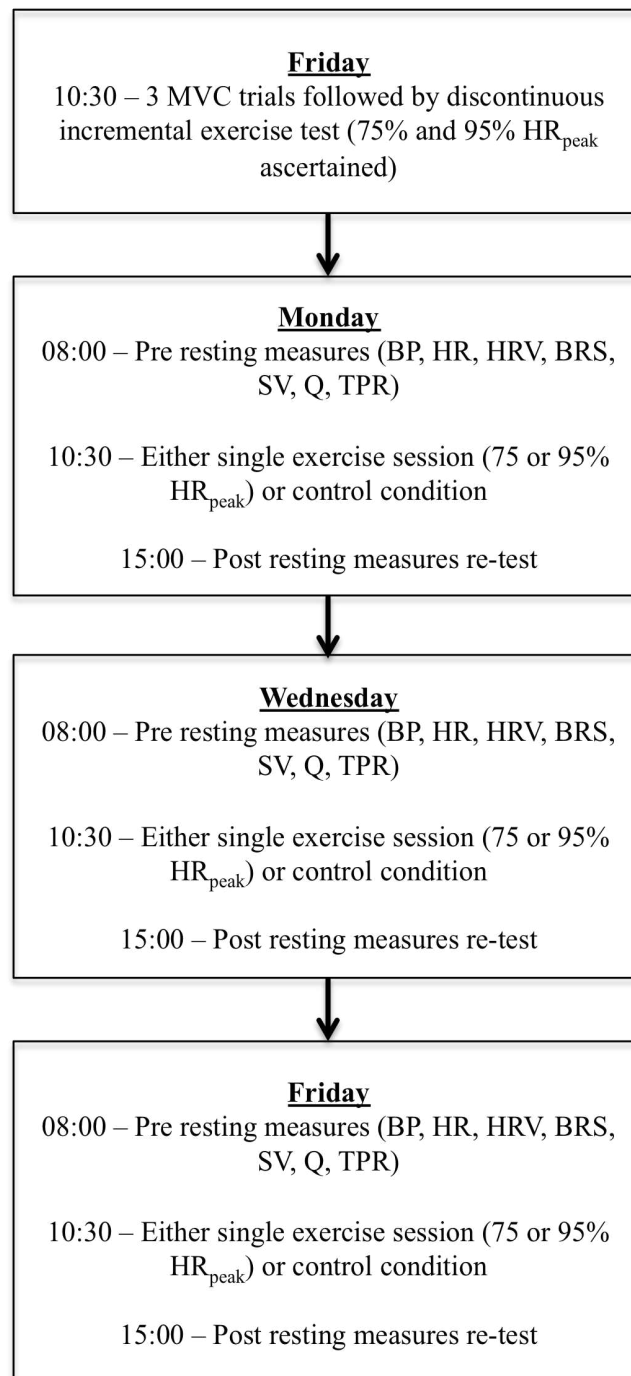 Friday
10:30 – 3 MVC trials followed by discontinuous
incremental exercise test (75% and 95% HRpeak
ascertained)
Monday
08:00 – Pre resting measures (BP, HR, HRV, BRS,
SV, Q, TPR)
10:30 – Either single exercise session (75 or 95%
HRpeak) or control condition
15:00 – Post resting measures re-test
Wednesday
08:00 – Pre resting measures (BP, HR, HRV, BRS,
SV, Q, TPR)
10:30 – Either single exercise session (75 or 95%
HRpeak) or control condition
15:00 – Post resting measures re-test
Friday
08:00 – Pre resting measures (BP, HR, HRV, BRS,
SV, Q, TPR)
10:30 – Either single exercise session (75 or 95%
HRpeak) or control condition
15:00 – Post resting measures re-test